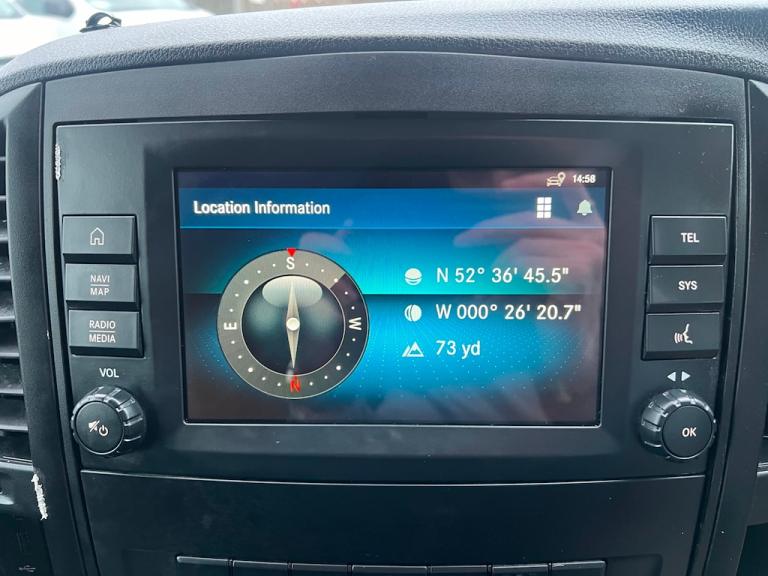 14:58
Location Information
S
E
W
N
N 52° 36' 45.5"
W 000° 26' 20.7"
73 yd
NAVI
MAP
RADIO
MEDIA
VOL
TEL
SYS
OK